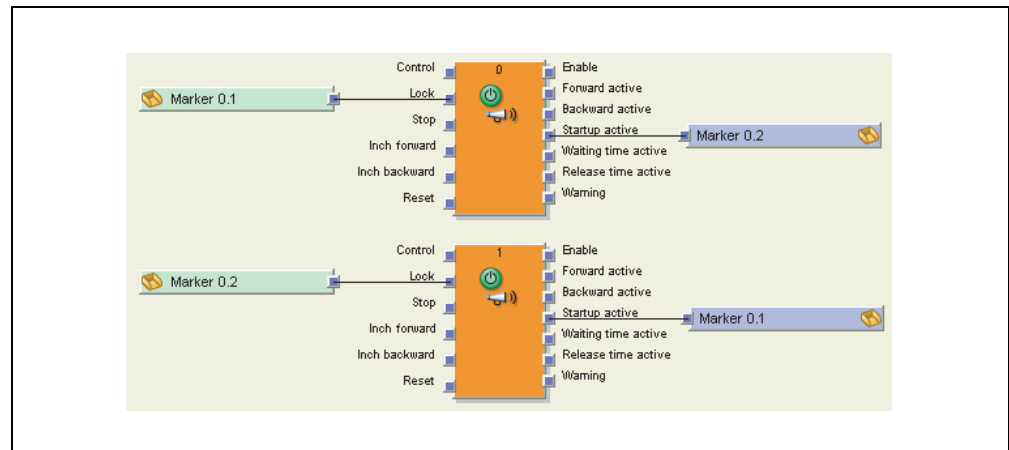 Control 0 Enable
Marker 0.1 Lock Forward active
Stop Backward active
Startup active Marker 0.2
Inch forward Waiting time active
Inch backward Release time active
Reset Warning
Control 1 Enable
Marker 0.2 Lock Forward active
Stop Backward active
Startup active Marker 0.1
Inch forward Waiting time active
Inch backward Release time active
Reset Warning